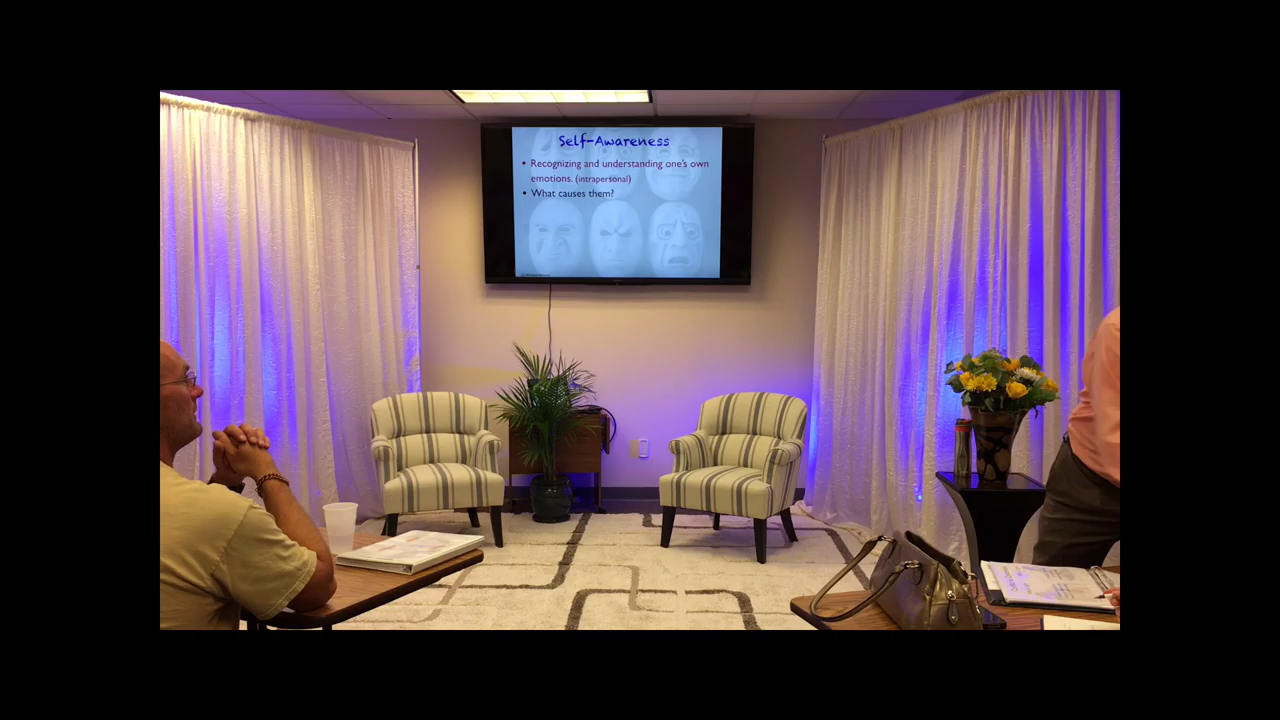 Self-Awareness
• Recognizing and understanding one's own
emotions. (intrapersonal)
• What causes them?